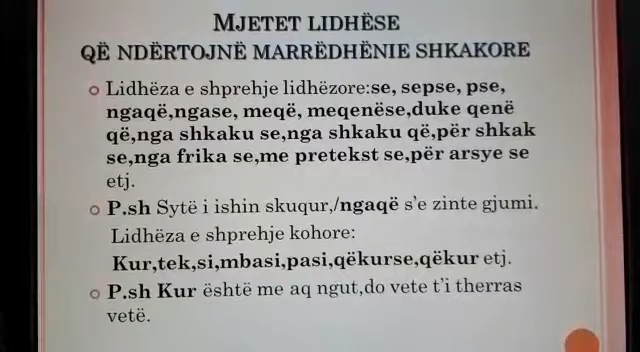 MJETET LIDHËSE
QË NDËRTOJNË MARRËDHËNIE SHKAKORE
Lidhëza e shprehje lidhëzore:se, sepse, pse,
ngaqë,ngase, meqë, meqenëse,duke qenë
që,nga shkaku se,nga shkaku që,për shkak
se,nga frika se,me pretekst se,për arsye se
etj.
P.sh Sytë i ishin skuqur,/ngaqë s'e zinte gjumi.
Lidhëza e shprehje kohore:
Kur,tek,si,mbasi,pasi,qëkurse,qëkur etj.
P.sh Kur është me aq ngut,do vete t'i therras
vetë.